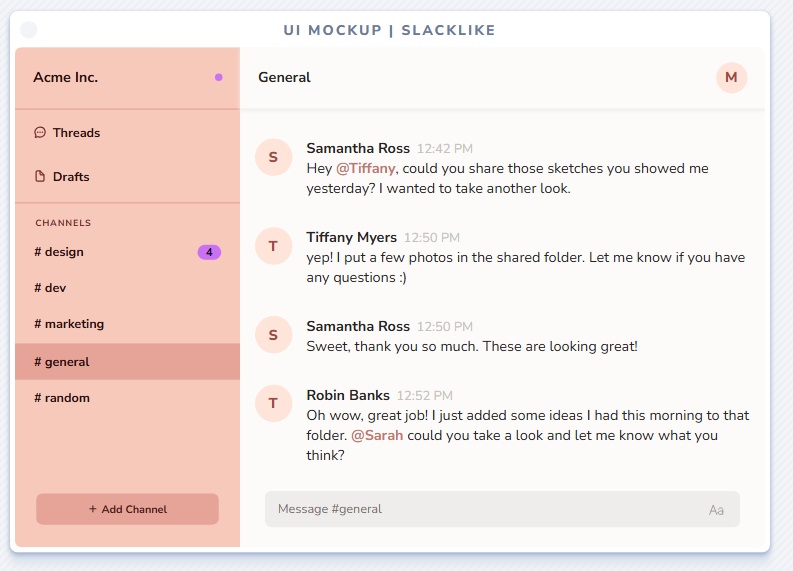 UI MOCKUP | SLACKLIKE
Acme Inc.
Threads
Drafts
CHANNELS
# design 4
# dev
# marketing
# general
# random
+ Add Channel
General M
S
Samantha Ross 12:42 PM
Hey @Tiffany, could you share those sketches you showed me
yesterday? I wanted to take another look.
T
Tiffany Myers 12:50 PM
yep! I put a few photos in the shared folder. Let me know if you have
any questions :)
S
Samantha Ross 12:50 PM
Sweet, thank you so much. These are looking great!
T
Robin Banks 12:52 PM
Oh wow, great job! I just added some ideas I had this morning to that
folder. @Sarah could you take a look and let me know what you
think?
Message #general Aa